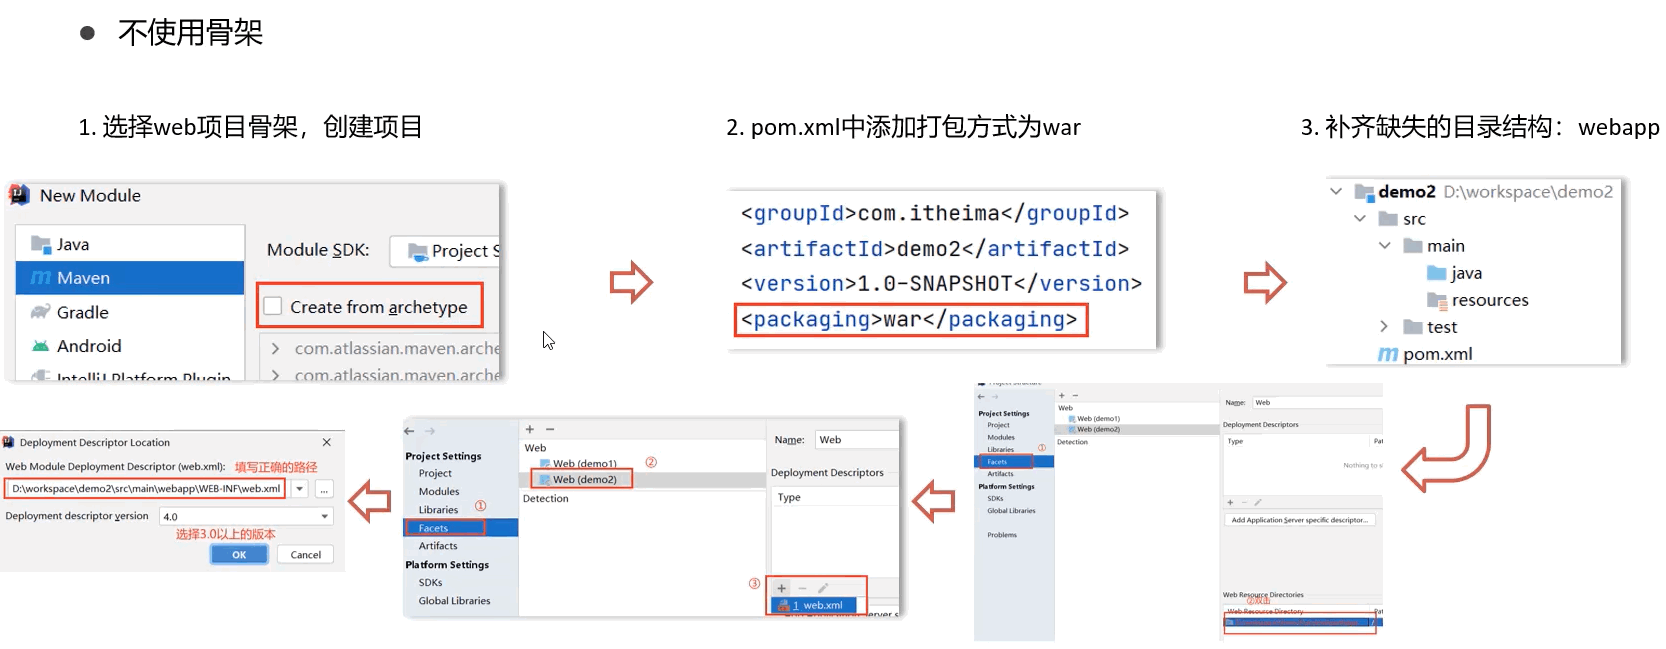 不使用骨架
1. 选择web项目骨架，创建项目
New Module
Java
Maven
Gradle
Android
IntelliJ Platform Plugin
Module SDK:
Project S
Create from archetype
com.atlassian.maven.arche
com.atlassian.maven.arche
2. pom.xml中添加打包方式为war
<groupId>com.itheima</groupId>
<artifactId>demo2</artifactId>
<version>1.0-SNAPSHOT</version>
<packaging>war</packaging>
3. 补齐缺失的目录结构：webapp
demo2 D:\workspace\demo2
src
main
java
resources
test
pom.xml
Project Structure
Project Settings
Project
Modules
Libraries
①
Facets
Artifacts
Platform Settings
SDKs
Global Libraries
Problems
Web
Web (demo1)
Web (demo2)
Detection
Name: Web
Deployment Descriptors
Type
Pat
Nothing to s
Add Application Server specific descriptor...
Web Resource Directories
②双击
Web Resource Directory
Pat
Project Settings
Project
Modules
Libraries
①
Facets
Artifacts
Platform Settings
SDKs
Global Libraries
Web
Web (demo1)
②
Web (demo2)
Detection
Name: Web
Deployment Descriptors
Type
③
1 web.xml
Deployment Descriptor Location
Web Module Deployment Descriptor (web.xml): 填写正确的路径
D:\workspace\demo2\src\main\webapp\WEB-INF\web.xml
...
Deployment descriptor version 4.0
选择3.0以上的版本
OK
Cancel